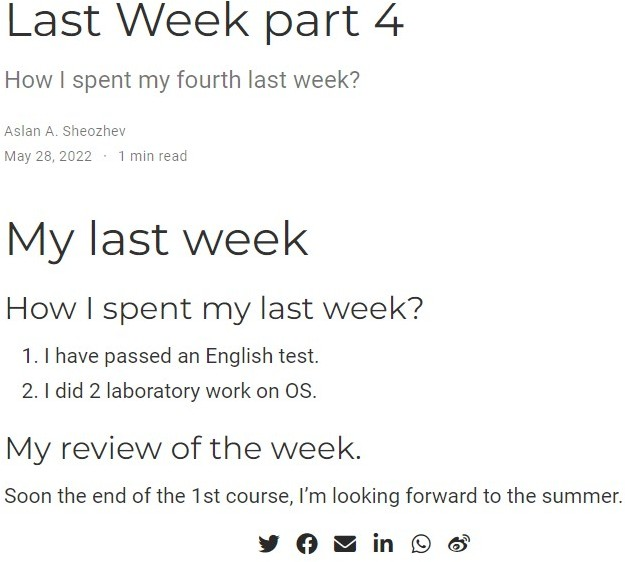 Last Week part 4
How I spent my fourth last week?
Aslan A. Sheozhev
May 28, 2022 · 1 min read
My last week
How I spent my last week?
1. I have passed an English test.
2. I did 2 laboratory work on OS.
My review of the week.
Soon the end of the 1st course, I'm looking forward to the summer.